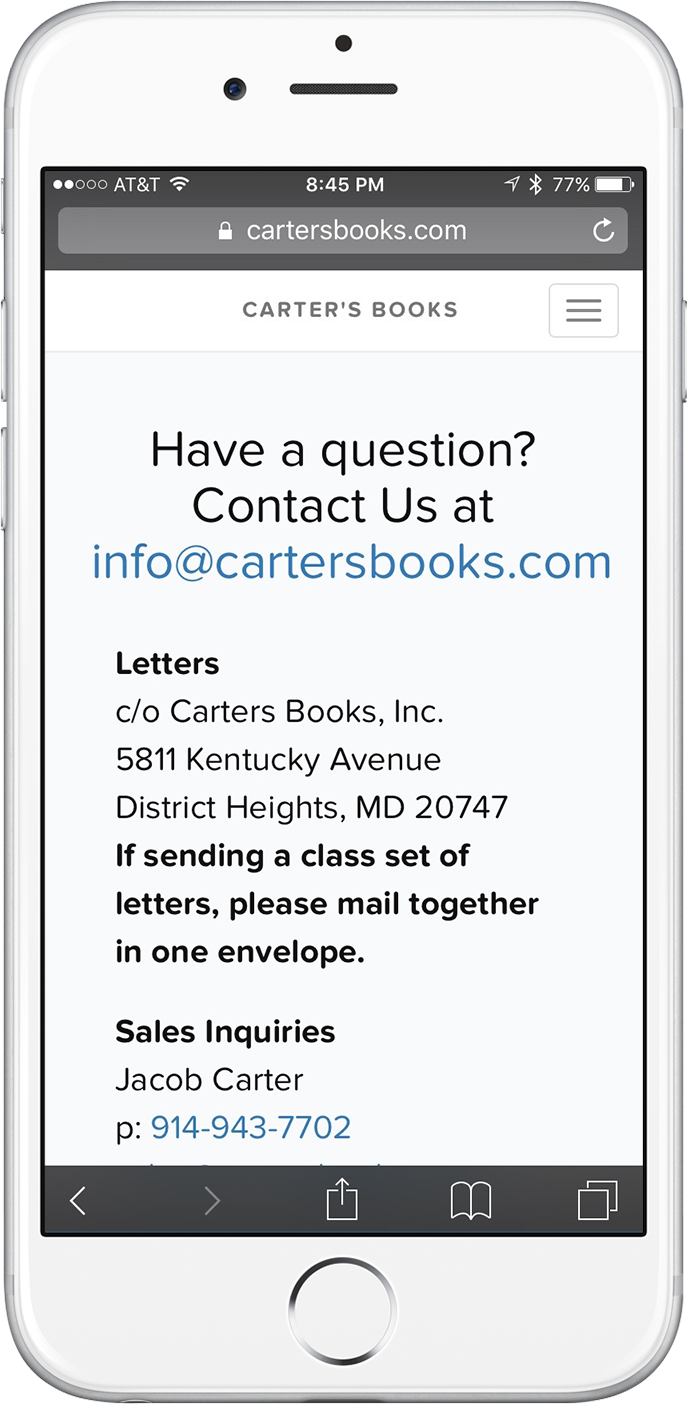 AT&T 8:45 PM 77%
cartersbooks.com
CARTER'S BOOKS
Have a question?
Contact Us at
info@cartersbooks.com
Letters
c/o Carters Books, Inc.
5811 Kentucky Avenue
District Heights, MD 20747
If sending a class set of
letters, please mail together
in one envelope.
Sales Inquiries
Jacob Carter
p: 914-943-7702